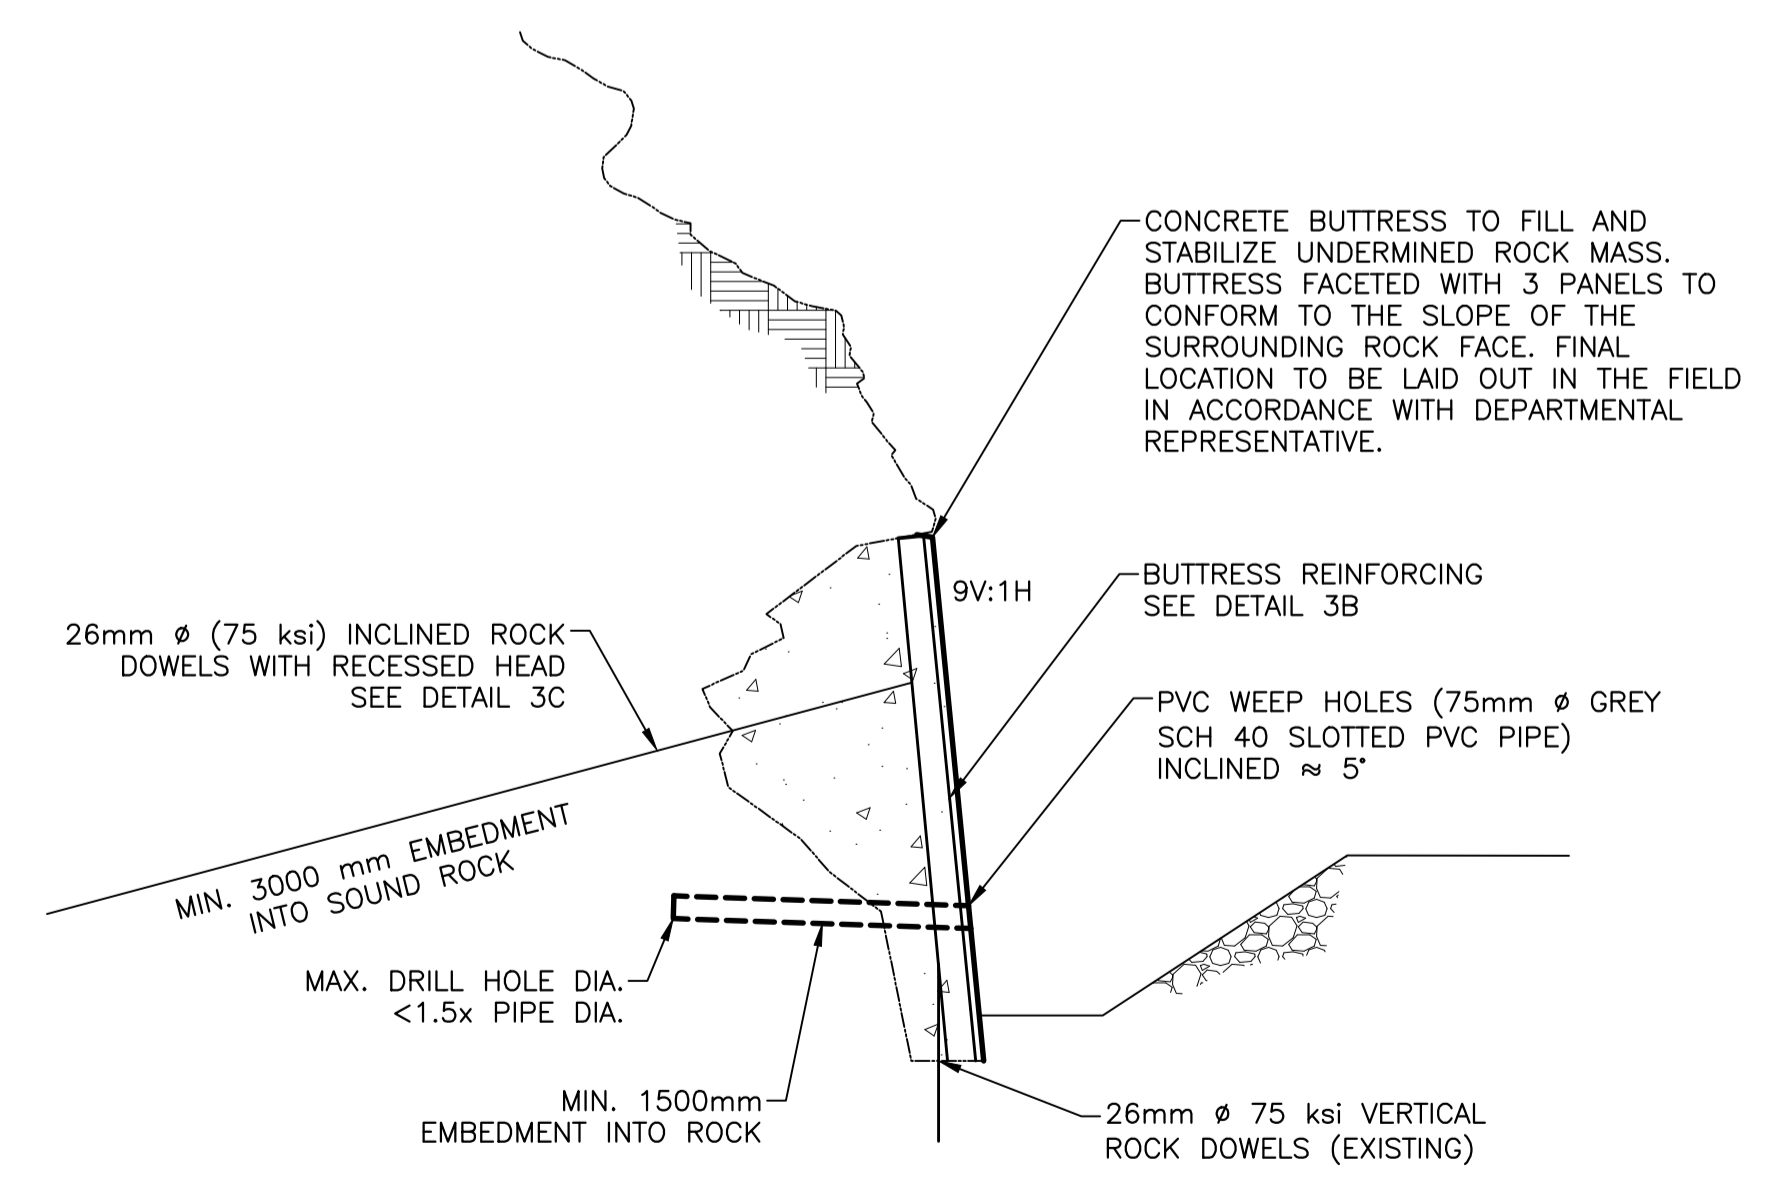 CONCRETE BUTTRESS TO FILL AND
STABILIZE UNDERMINED ROCK MASS.
BUTTRESS FACETED WITH 3 PANELS TO
CONFORM TO THE SLOPE OF THE
SURROUNDING ROCK FACE. FINAL
LOCATION TO BE LAID OUT IN THE FIELD
IN ACCORDANCE WITH DEPARTMENTAL
REPRESENTATIVE.
9V:1H
BUTTRESS REINFORCING
SEE DETAIL 3B
26mm ø (75 ksi) INCLINED ROCK
DOWELS WITH RECESSED HEAD
SEE DETAIL 3C
PVC WEEP HOLES (75mm ø GREY
SCH 40 SLOTTED PVC PIPE)
INCLINED ≈ 5°
MIN. 3000 mm EMBEDMENT
INTO SOUND ROCK
MAX. DRILL HOLE DIA.
<1.5x PIPE DIA.
MIN. 1500mm
EMBEDMENT INTO ROCK
26mm ø 75 ksi VERTICAL
ROCK DOWELS (EXISTING)